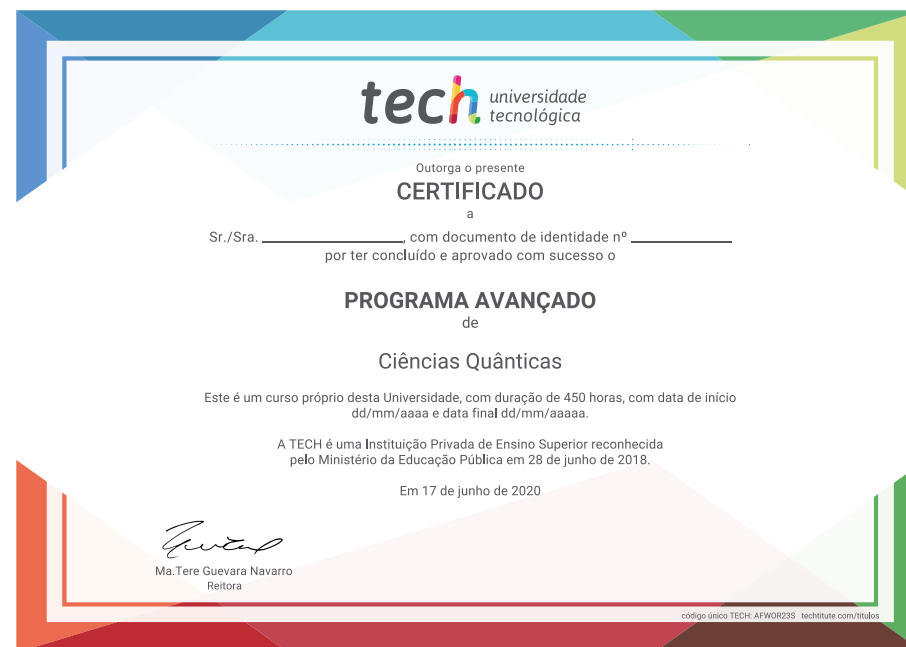 tech universidade
tecnológica
Outorga o presente
CERTIFICADO
a
Sr./Sra. ____________, com documento de identidade nº ____________
por ter concluído e aprovado com sucesso o
PROGRAMA AVANÇADO
de
Ciências Quânticas
Este é um curso próprio desta Universidade, com duração de 450 horas, com data de início
dd/mm/aaaa e data final dd/mm/aaaaa.
A TECH é uma Instituição Privada de Ensino Superior reconhecida
pelo Ministério da Educação Pública em 28 de junho de 2018.
Em 17 de junho de 2020
Ma.Tere Guevara Navarro
Reitora
código único TECH: AFWOR23S techtitute.com/titulos